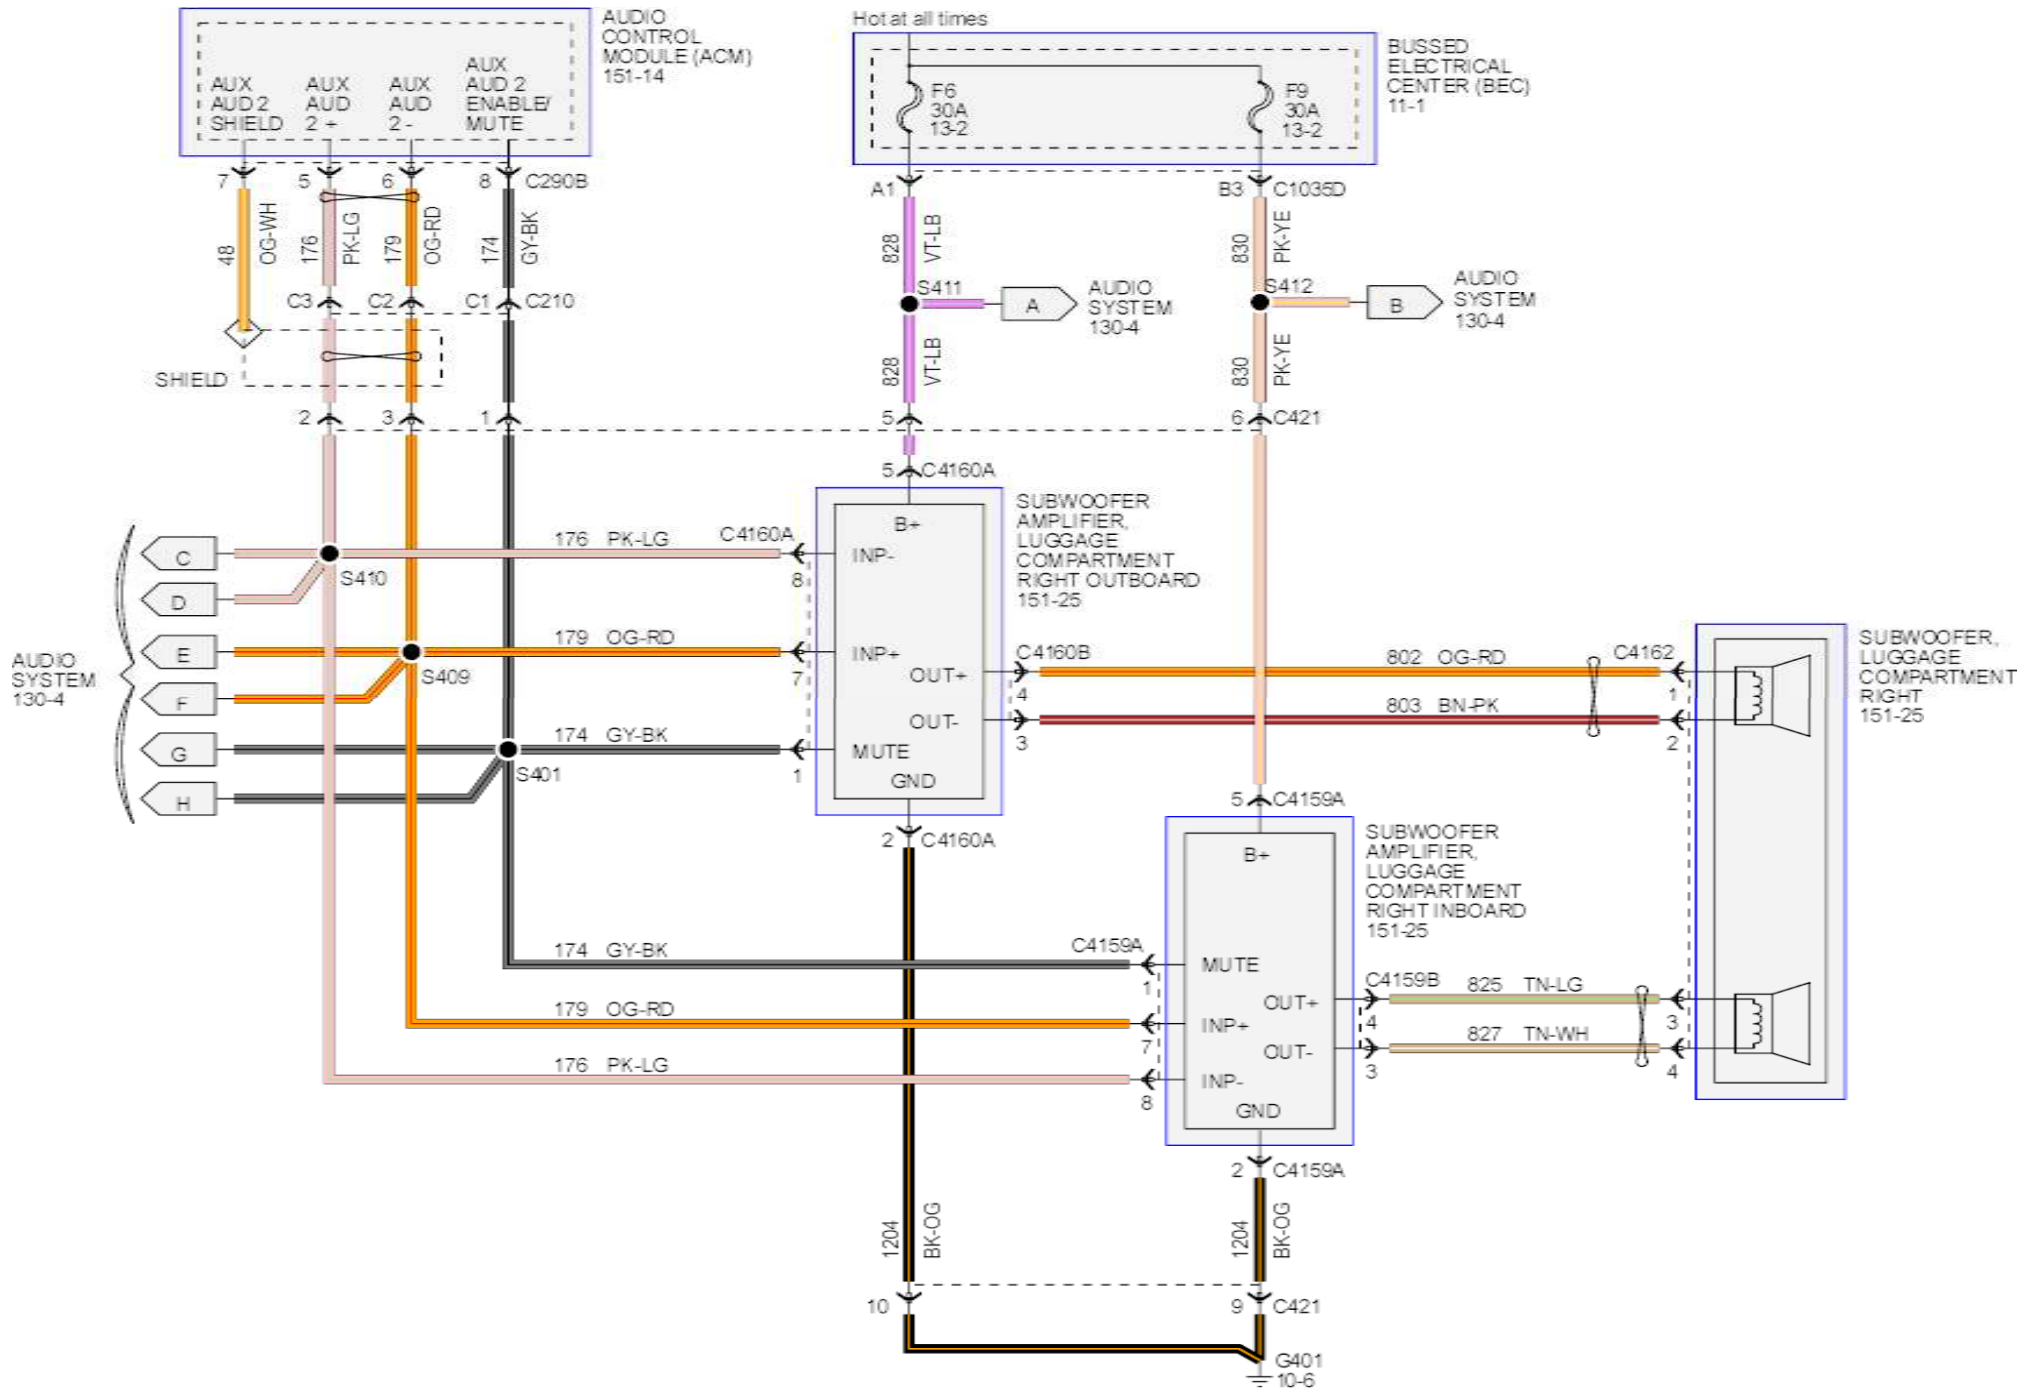 AUDIO
CONTROL
MODULE (ACM)
151-14
AUX
AUD 2
SHIELD
AUX
AUD
2 +
AUX
AUD
2 -
AUX
AUD 2
ENABLE/
MUTE
Hot at all times
BUSSED
ELECTRICAL
CENTER (BEC)
11-1
F6
30A
13-2
F9
30A
13-2
7
5
6
8
C290B
A1
B3
C1035D
48
OG-WH
176
PK-LG
179
OG-RD
174
GY-BK
828
VT-LB
830
PK-YE
C3
C2
C1
C210
S411
A
AUDIO
SYSTEM
130-4
S412
B
AUDIO
SYSTEM
130-4
SHIELD
828
VT-LB
830
PK-YE
2
3
1
5
6
C421
5
C4160A
SUBWOOFER
AMPLIFIER,
LUGGAGE
COMPARTMENT
RIGHT OUTBOARD
151-25
B+
C
176 PK-LG
C4160A
INP-
8
S410
D
E
179 OG-RD
INP+
7
S409
F
AUDIO
SYSTEM
130-4
OUT+
C4160B
4
802 OG-RD
C4162
1
OUT-
3
803 BN-PK
2
SUBWOOFER,
LUGGAGE
COMPARTMENT
RIGHT
151-25
G
174 GY-BK
MUTE
1
S401
H
GND
2
C4160A
5
C4159A
SUBWOOFER
AMPLIFIER,
LUGGAGE
COMPARTMENT
RIGHT INBOARD
151-25
B+
174 GY-BK
C4159A
MUTE
1
179 OG-RD
INP+
7
176 PK-LG
INP-
8
OUT+
C4159B
4
825 TN-LG
3
OUT-
3
827 TN-WH
4
GND
2
C4159A
1204
BK-OG
1204
BK-OG
10
9
C421
G401
10-6